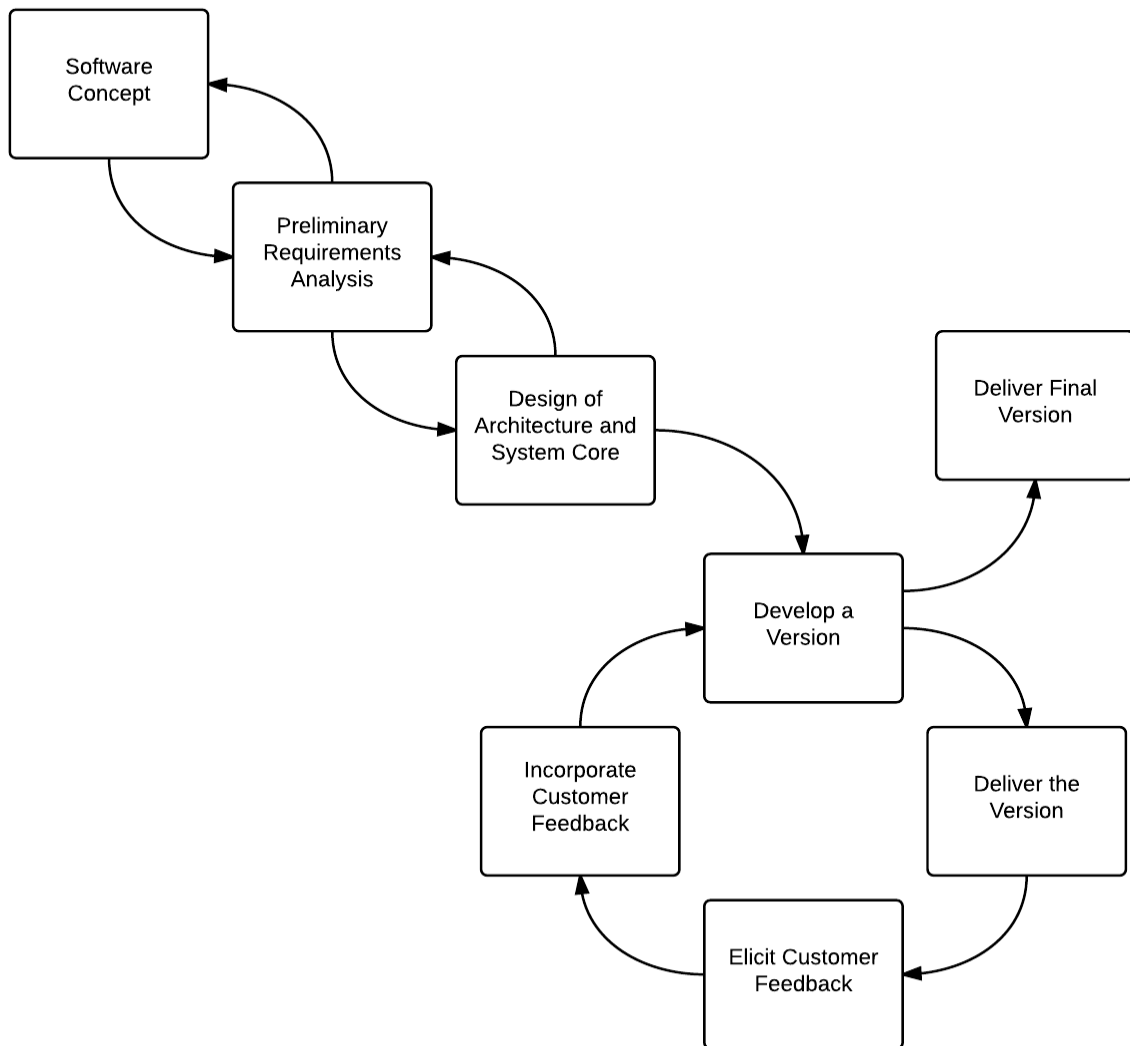 Software
Concept
Preliminary
Requirements
Analysis
Design of
Architecture and
System Core
Deliver Final
Version
Develop a
Version
Incorporate
Customer
Feedback
Deliver the
Version
Elicit Customer
Feedback